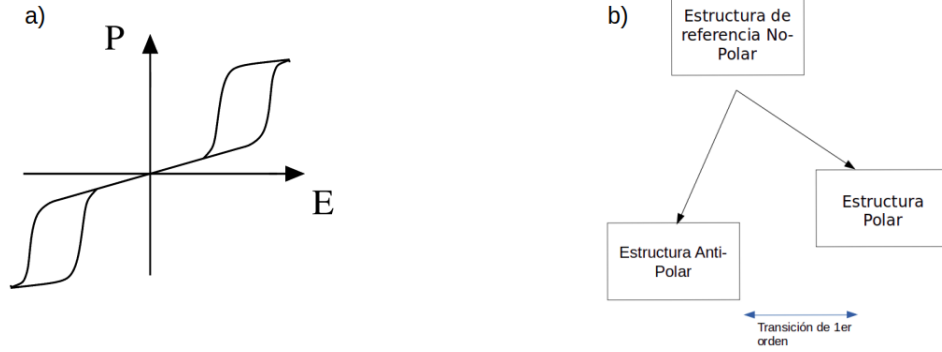 a)
P
E
b)
Estructura de
referencia No-
Polar
Estructura
Polar
Estructura Anti-
Polar
Transición de 1er
orden